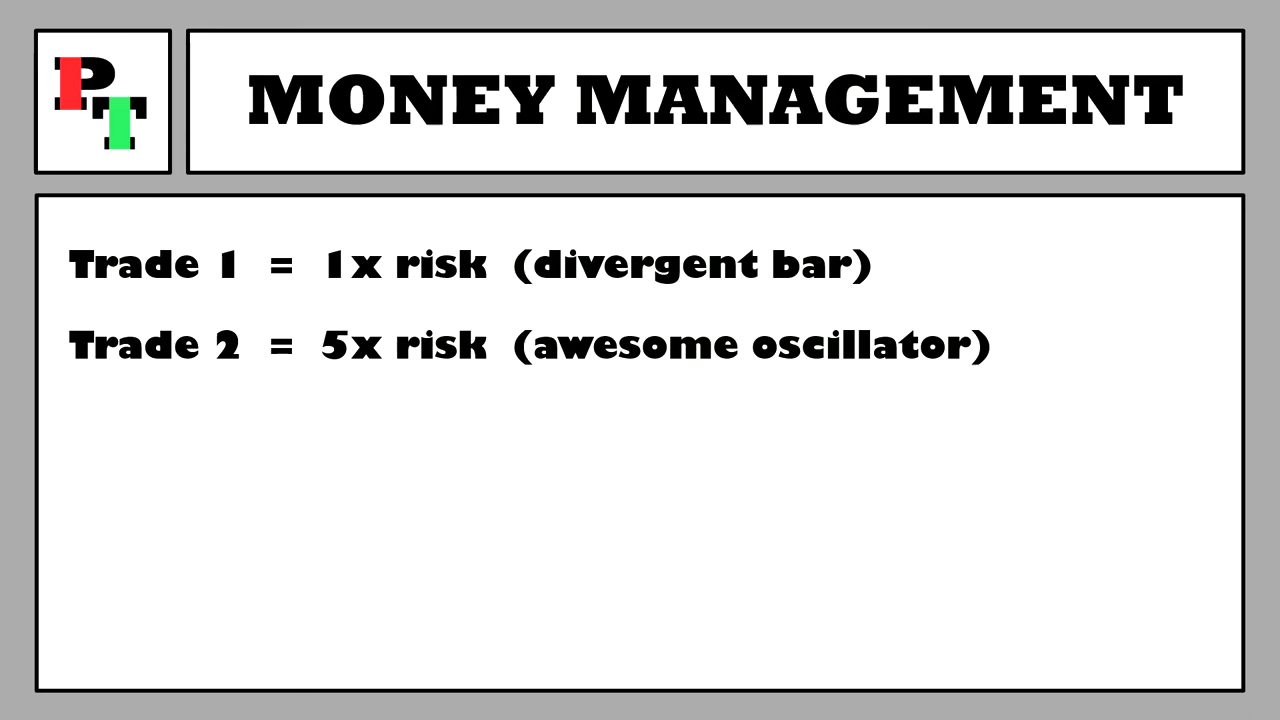 PT
MONEY MANAGEMENT
Trade 1 = 1x risk (divergent bar)
Trade 2 = 5x risk (awesome oscillator)